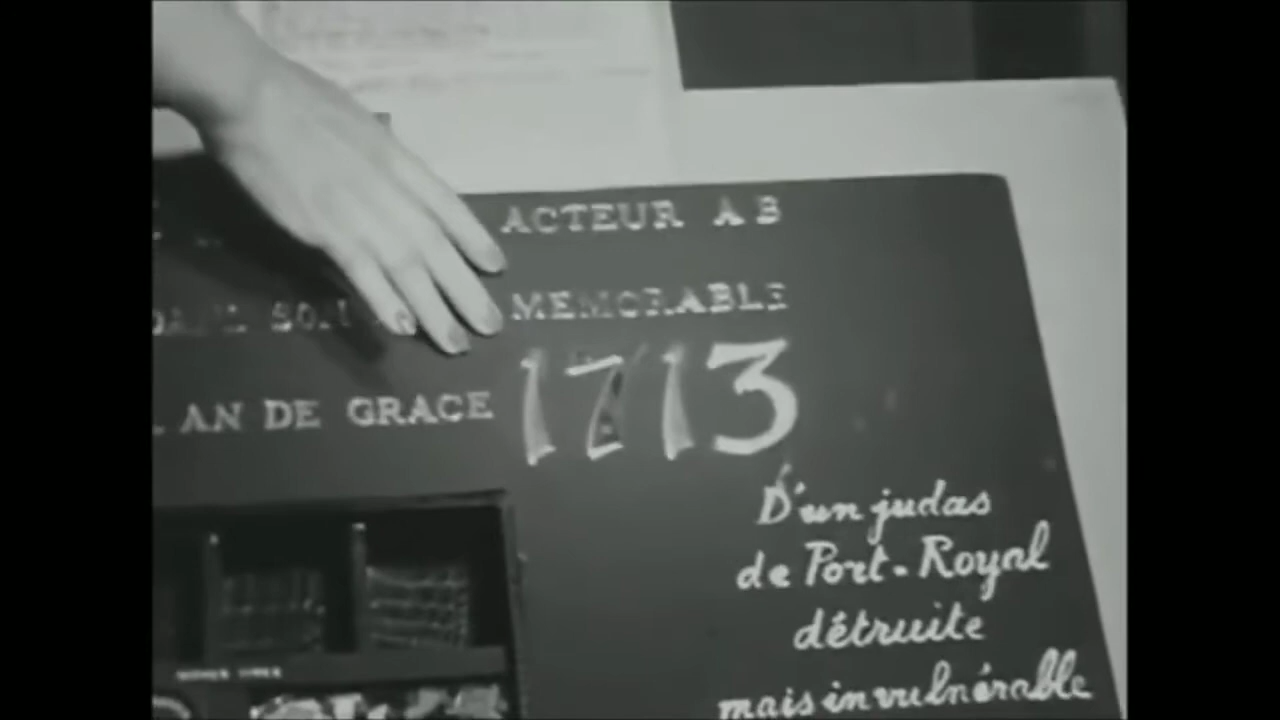 ACTEUR AB
MEMORABLE
AN DE GRACE 1713
D'un judas
de Port-Royal
détruite
mais invulnérable